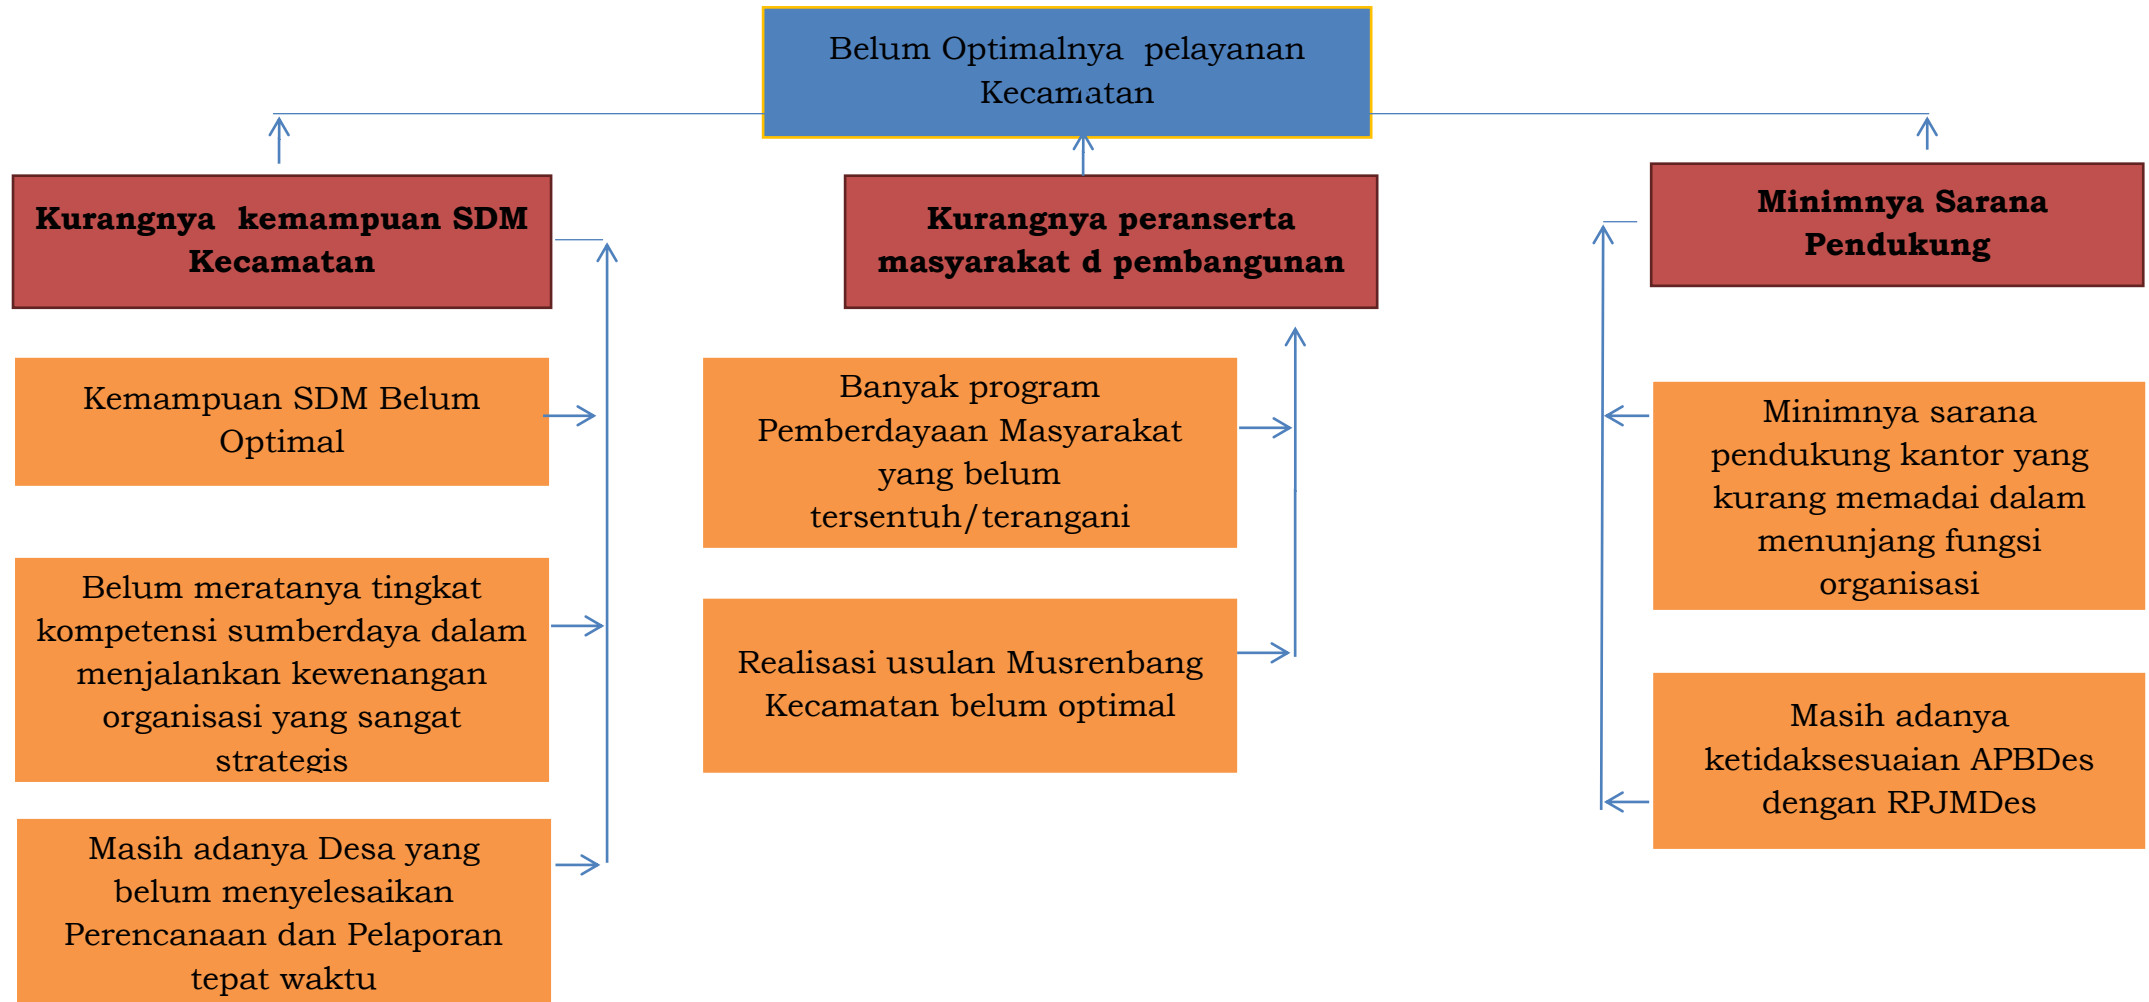 Belum Optimalnya pelayanan
Kecamatan
Kurangnya kemampuan SDM
Kecamatan
Kemampuan SDM Belum
Optimal
Belum meratanya tingkat
kompetensi sumberdaya dalam
menjalankan kewenangan
organisasi yang sangat
strategis
Masih adanya Desa yang
belum menyelesaikan
Perencanaan dan Pelaporan
tepat waktu
Kurangnya peranserta
masyarakat d pembangunan
Banyak program
Pemberdayaan Masyarakat
yang belum
tersentuh/terangani
Realisasi usulan Musrenbang
Kecamatan belum optimal
Minimnya Sarana
Pendukung
Minimnya sarana
pendukung kantor yang
kurang memadai dalam
menunjang fungsi
organisasi
Masih adanya
ketidaksesuaian APBDes
dengan RPJMDes